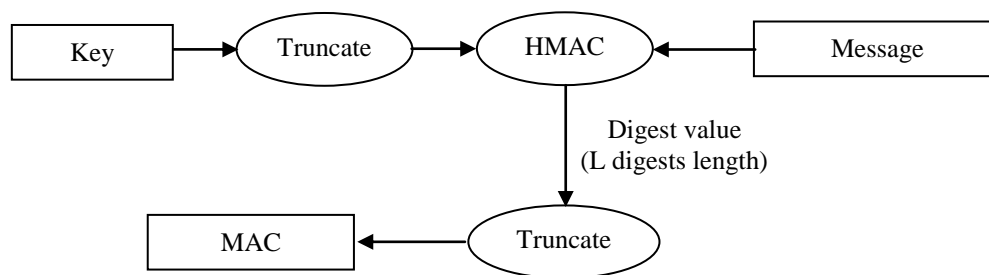 Key
Truncate
HMAC
Message
Digest value
(L digests length)
MAC
Truncate